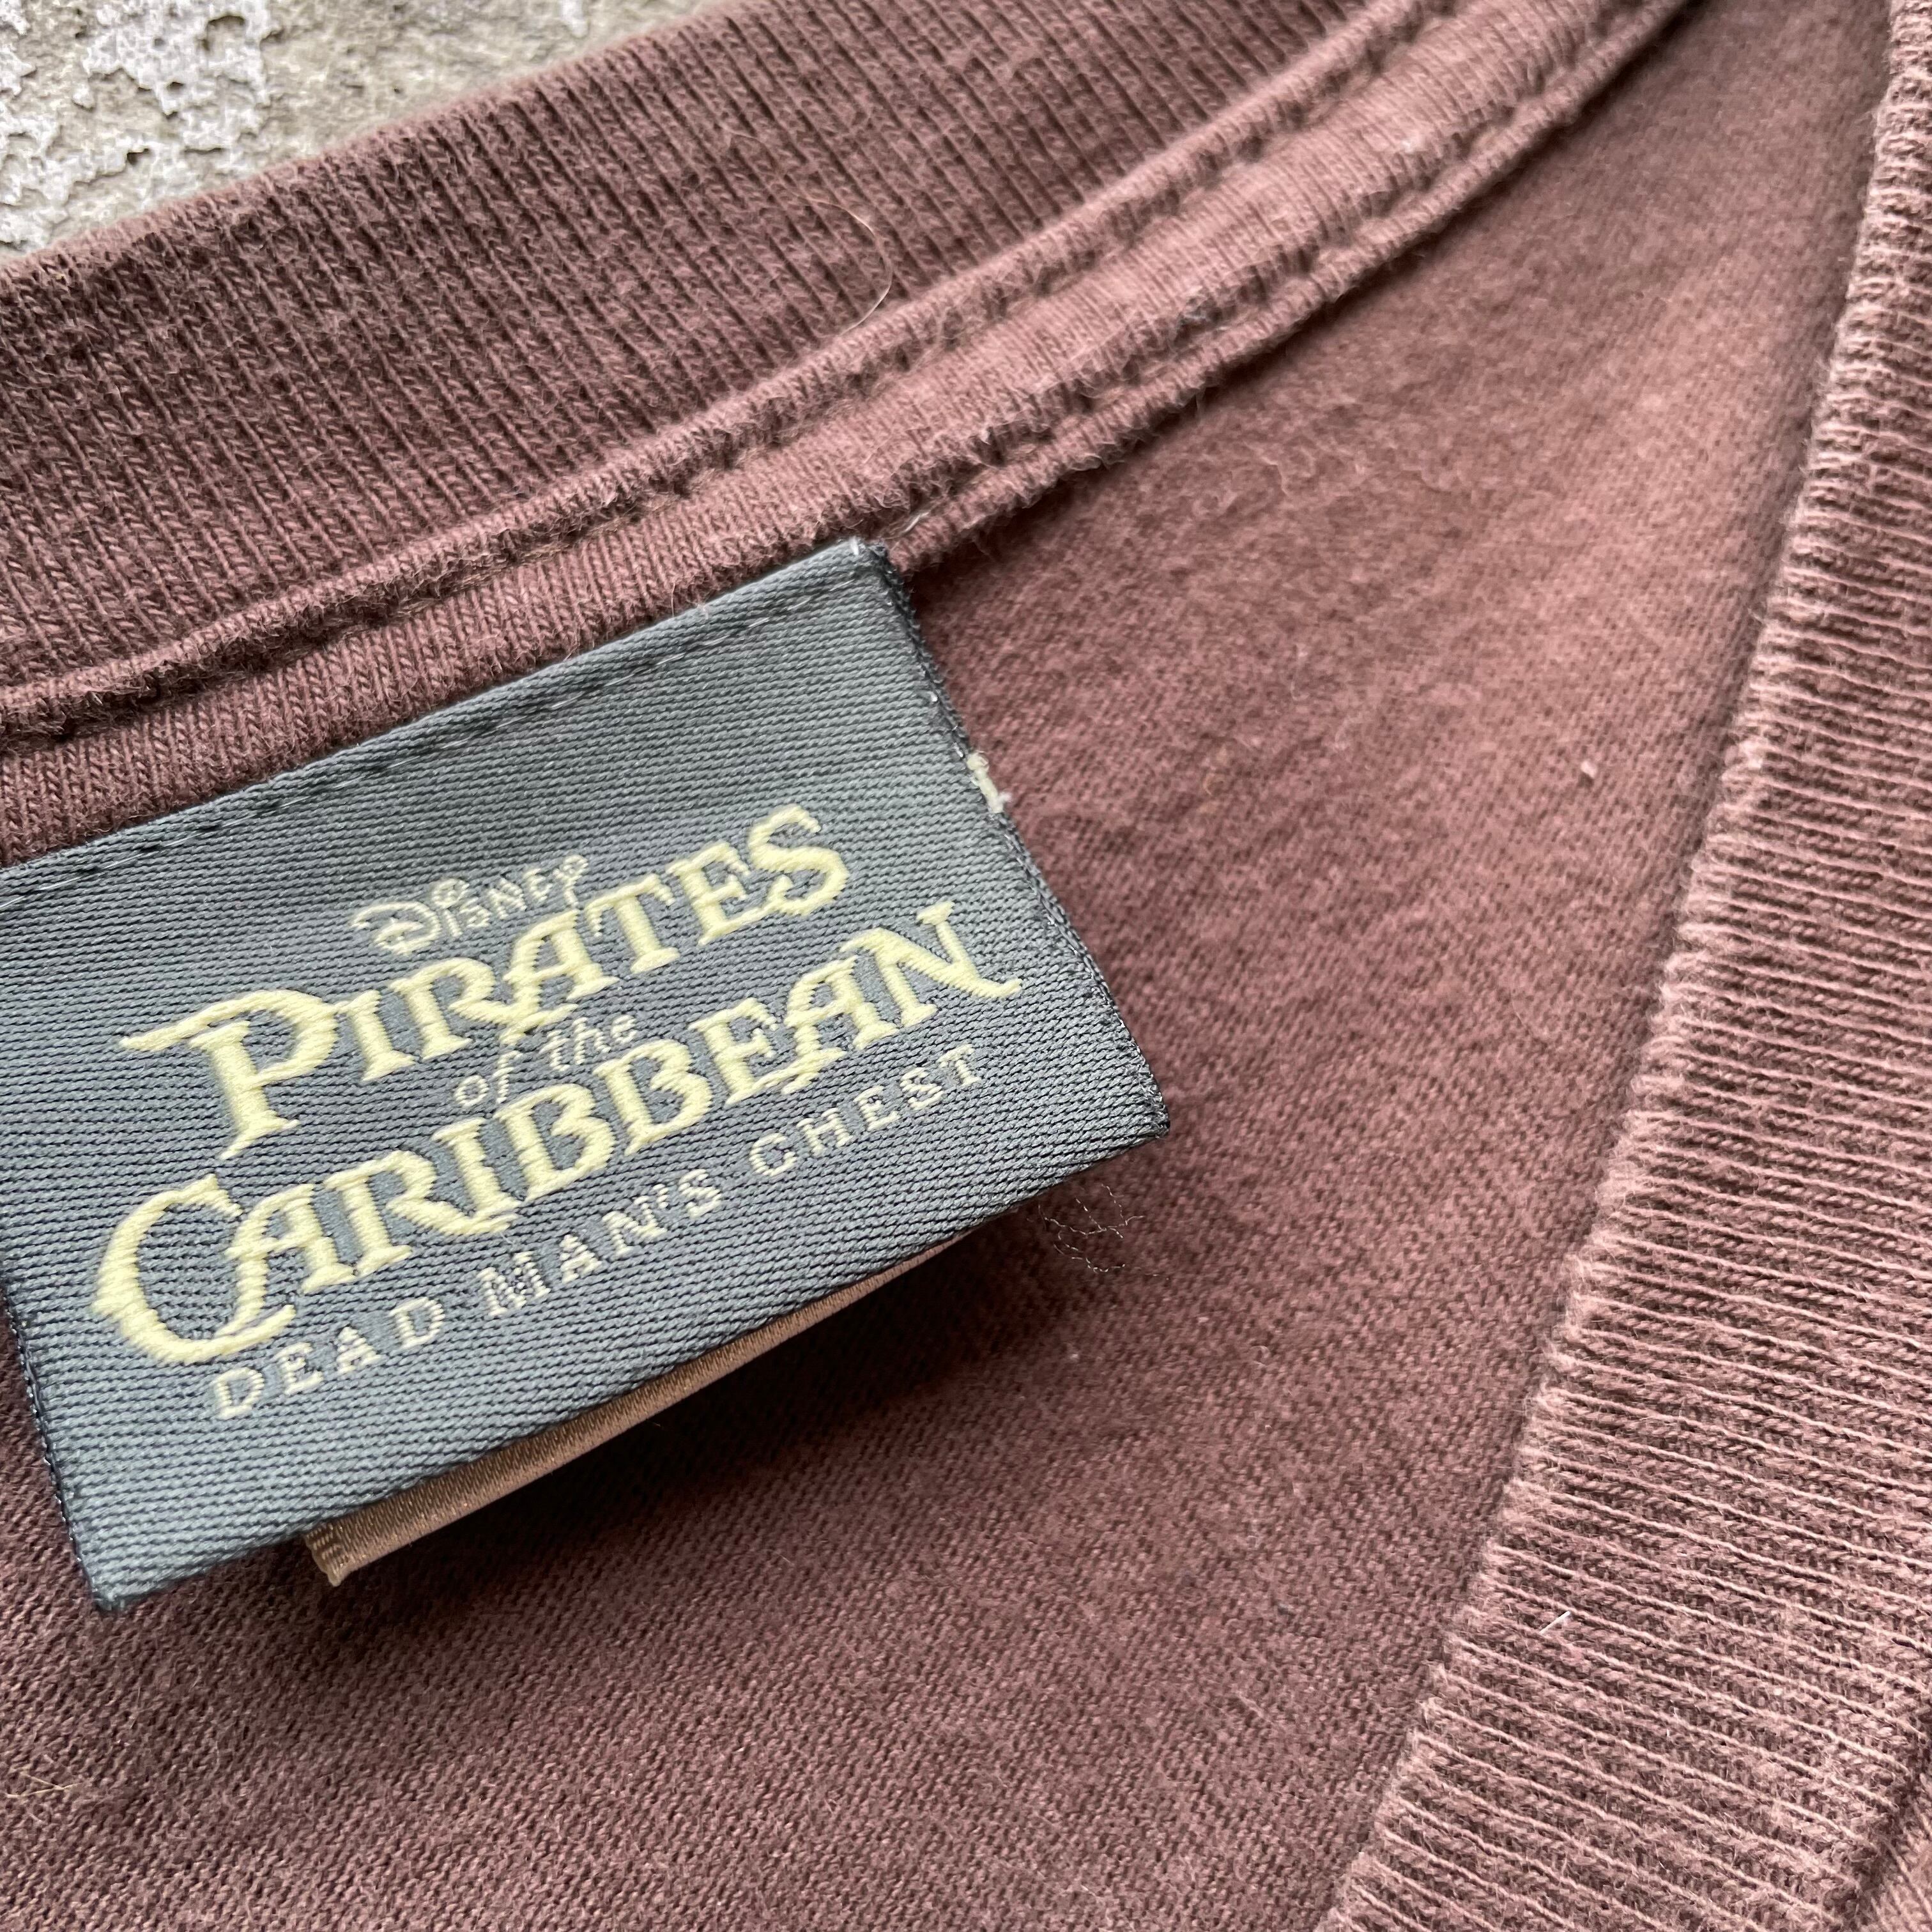 DISNEY
PIRATES
of the
CARIBBEAN
DEAD MAN'S CHEST